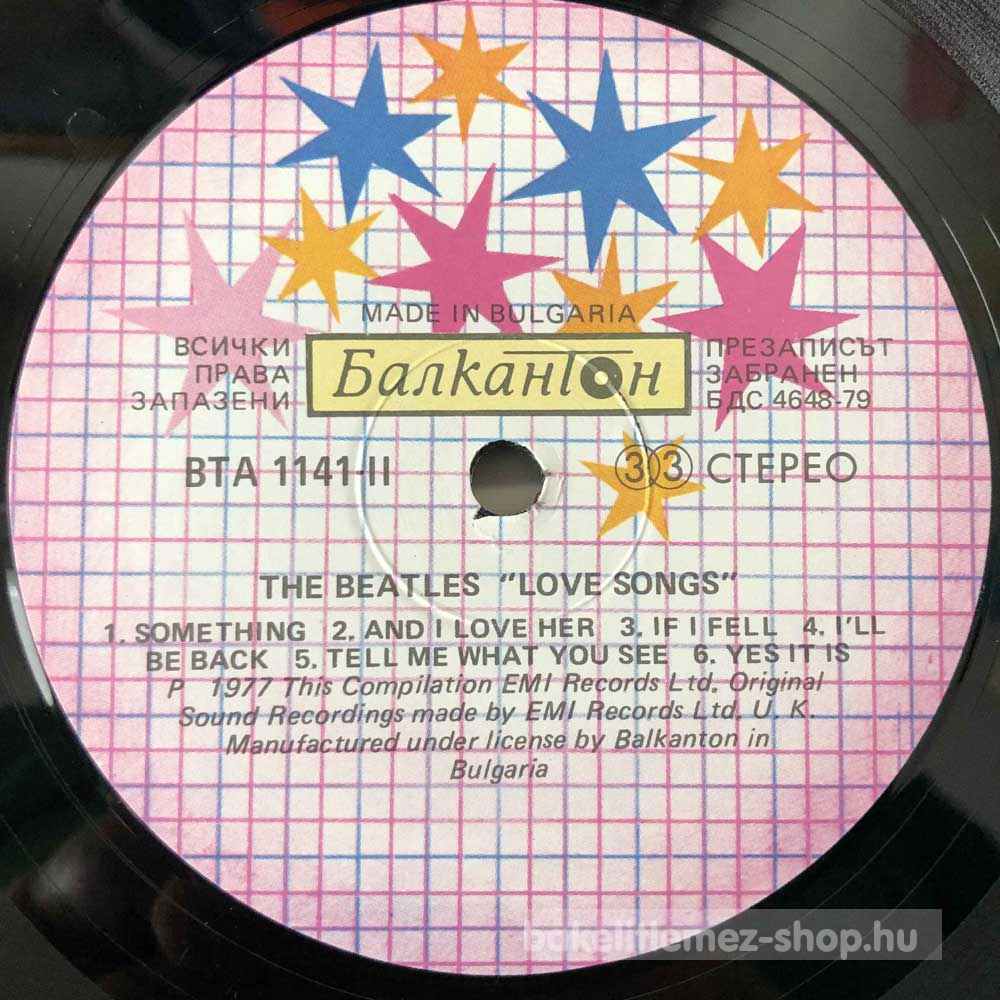 MADE IN BULGARIA
ВСИЧКИ
ПРАВА
ЗАПАЗЕНИ
Балкантон
ПРЕЗАПИСЪТ
ЗАБРАНЕН
БДС 4648-79
ВТА 1141-II
33 СТЕРЕО
THE BEATLES "LOVE SONGS"
1. SOMETHING 2. AND I LOVE HER 3. IF I FELL 4. I'LL
BE BACK 5. TELL ME WHAT YOU SEE 6. YES IT IS
P 1977 This Compilation EMI Records Ltd. Original
Sound Recordings made by EMI Records Ltd. U. K.
Manufactured under license by Balkanton in
Bulgaria
bakelitlemez-shop.hu